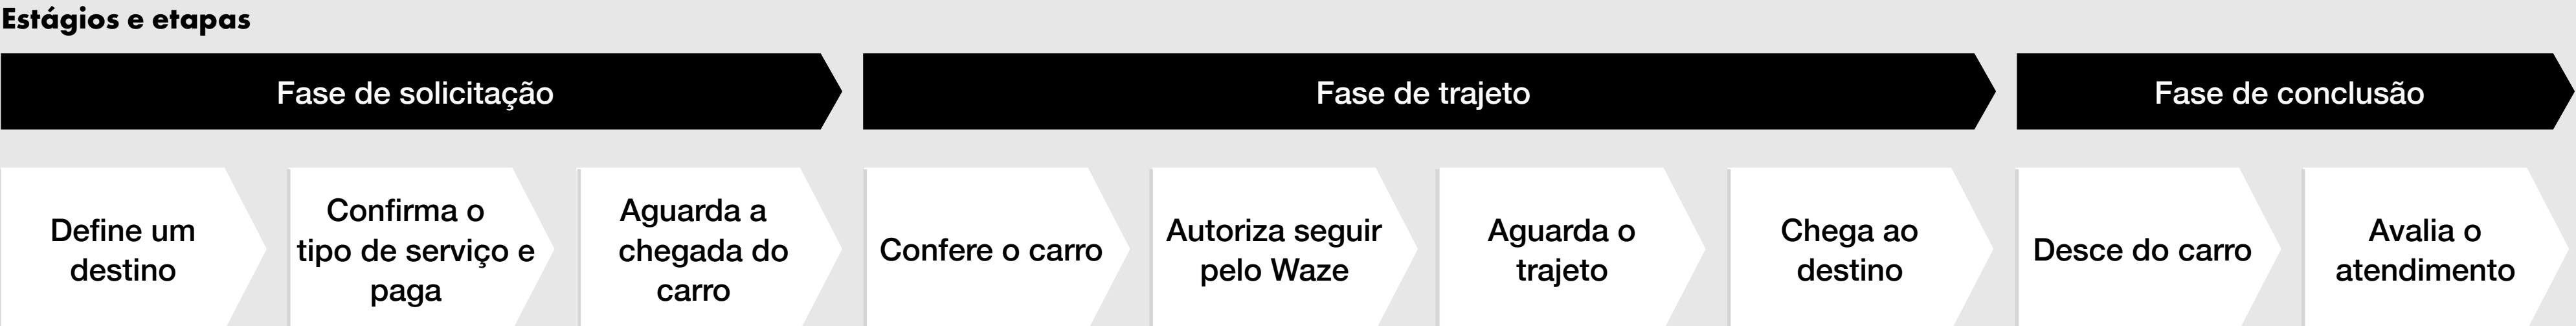 Estágios e etapas
Fase de solicitação
Fase de trajeto
Fase de conclusão
Define um
destino
Confirma o
tipo de serviço e
paga
Aguarda a
chegada do
carro
Confere o carro
Autoriza seguir
pelo Waze
Aguarda o
trajeto
Chega ao
destino
Desce do carro
Avalia o
atendimento